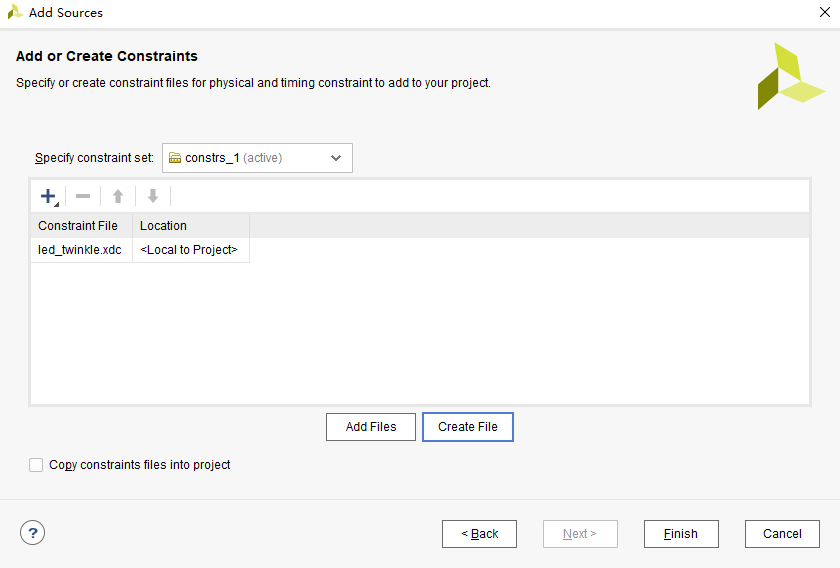 Add Sources
Add or Create Constraints
Specify or create constraint files for physical and timing constraint to add to your project.
Specify constraint set: constrs_1 (active)
Constraint File Location
led_twinkle.xdc <Local to Project>
Add Files Create File
Copy constraints files into project
? < Back Next > Finish Cancel